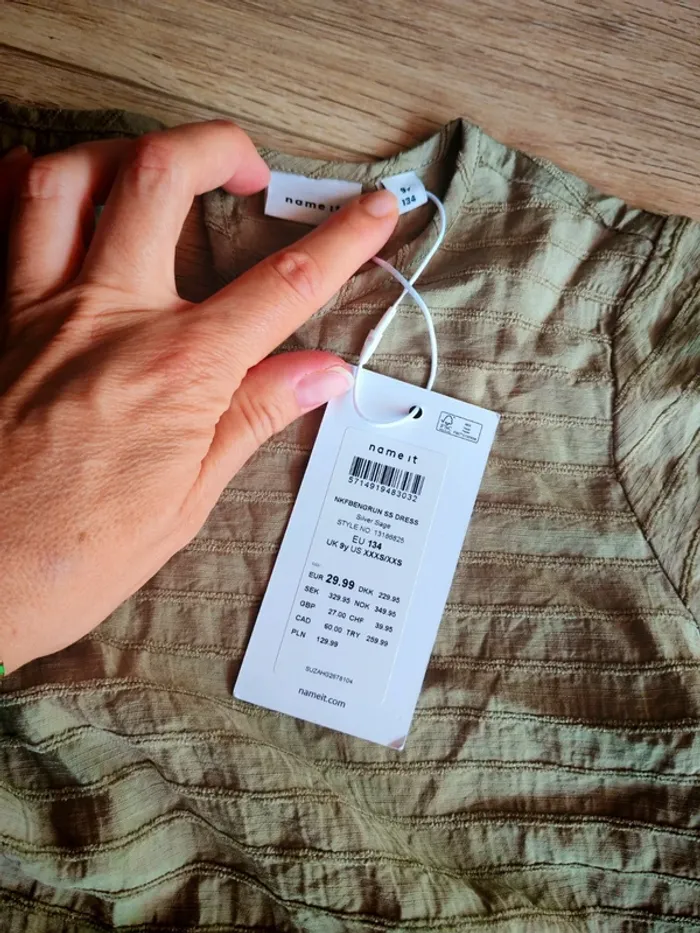 name it
9y
134
FSC
name it
5714919483032
NKFBENGRUN SS DRESS
Silver Sage
STYLE NO. 13186825
EU 134
UK 9y US XXXS/XXS
EUR 29.99 DKK 229.95
SEK 329.95 NOK 349.95
GBP 27.00 CHF 39.95
CAD 60.00 TRY 259.99
PLN 129.99
nameit.com